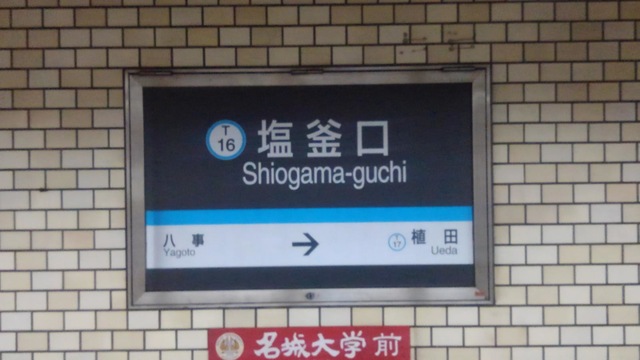 T
16
塩釜口
Shiogama-guchi
八事
Yagoto
→
T
17
植田
Ueda
名城大学前